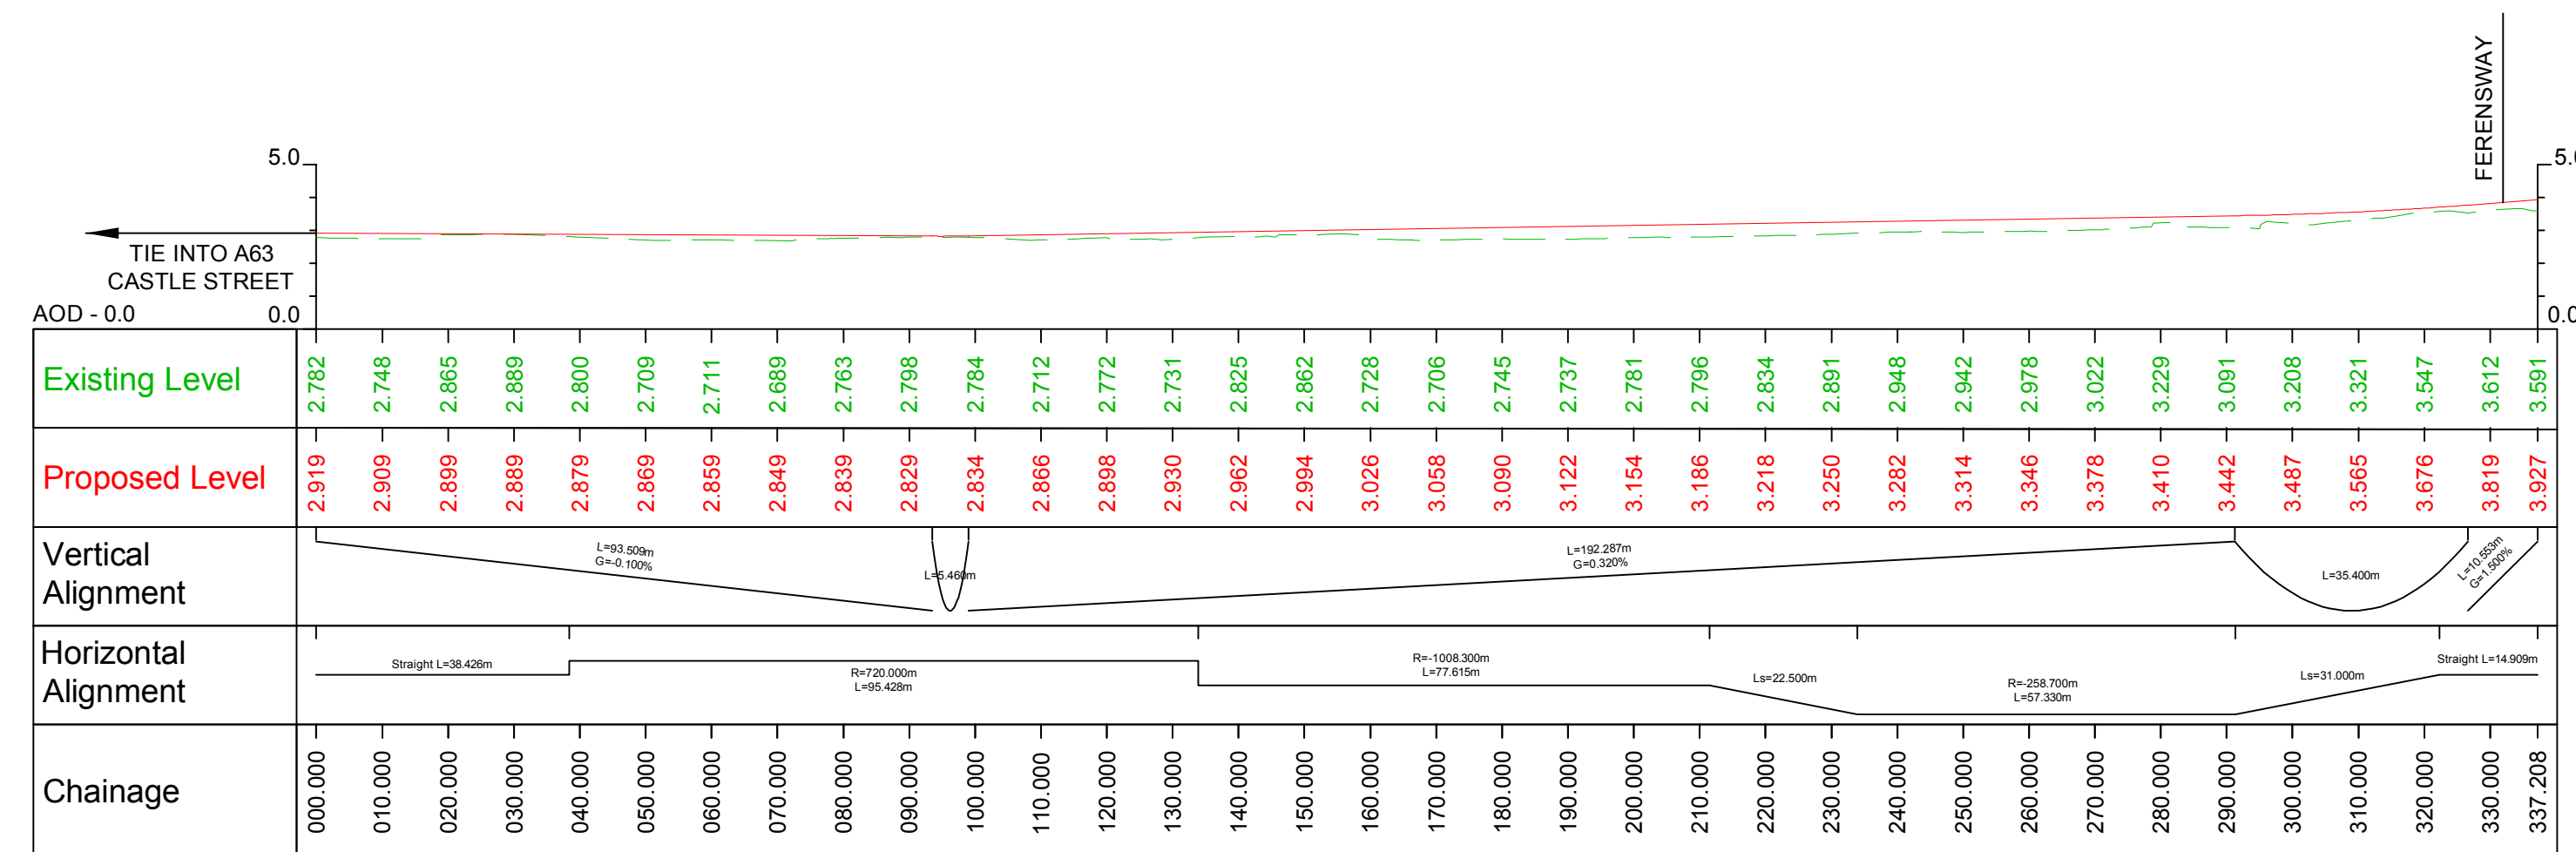 FERENSWAY
5.0
5.0
TIE INTO A63
CASTLE STREET
AOD - 0.0
0.0
0.0
Existing Level
2.782 2.748 2.865 2.889 2.800 2.709 2.711 2.689 2.763 2.798 2.784 2.712 2.772 2.731 2.825 2.862 2.728 2.706 2.745 2.737 2.781 2.796 2.834 2.891 2.948 2.942 2.978 3.022 3.229 3.091 3.208 3.321 3.547 3.612 3.591
Proposed Level
2.919 2.909 2.899 2.889 2.879 2.869 2.859 2.849 2.839 2.829 2.834 2.866 2.898 2.930 2.962 2.994 3.026 3.058 3.090 3.122 3.154 3.186 3.218 3.250 3.282 3.314 3.346 3.378 3.410 3.442 3.487 3.565 3.676 3.819 3.927
Vertical
Alignment
L=93.509m
G=-0.100%
L=5.460m
L=192.287m
G=0.320%
L=35.400m
L=10.553m
G=1.500%
Horizontal
Alignment
Straight L=38.426m
R=720.000m
L=95.428m
R=-1008.300m
L=77.615m
Ls=22.500m
R=-258.700m
L=57.330m
Ls=31.000m
Straight L=14.909m
Chainage
000.000 010.000 020.000 030.000 040.000 050.000 060.000 070.000 080.000 090.000 100.000 110.000 120.000 130.000 140.000 150.000 160.000 170.000 180.000 190.000 200.000 210.000 220.000 230.000 240.000 250.000 260.000 270.000 280.000 290.000 300.000 310.000 320.000 330.000 337.208